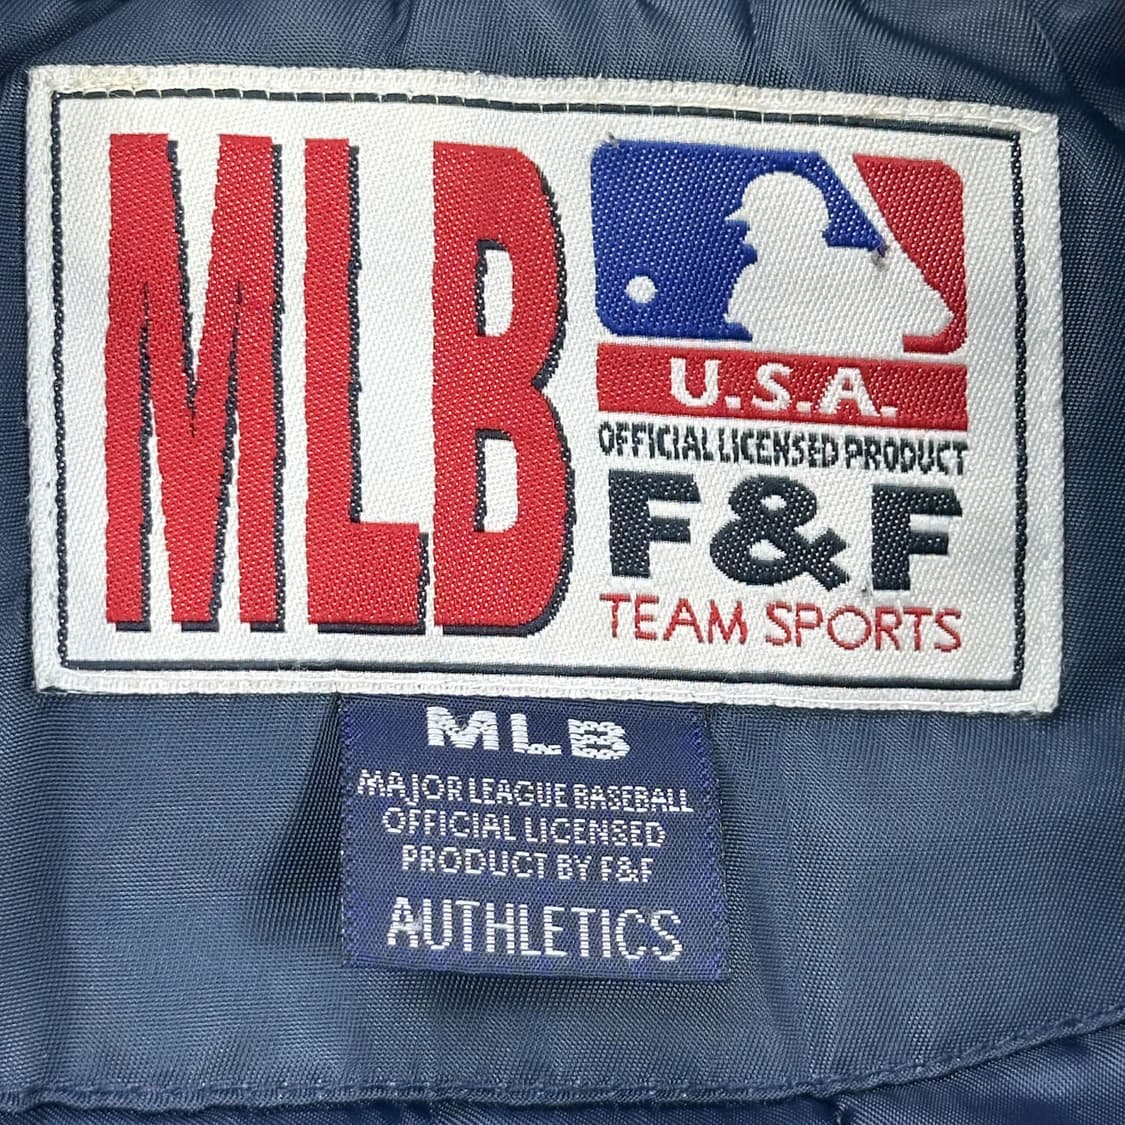 MLB
U.S.A.
OFFICIAL LICENSED PRODUCT
F&F
TEAM SPORTS
MLB
MAJOR LEAGUE BASEBALL
OFFICIAL LICENSED
PRODUCT BY F&F
AUTHLETICS